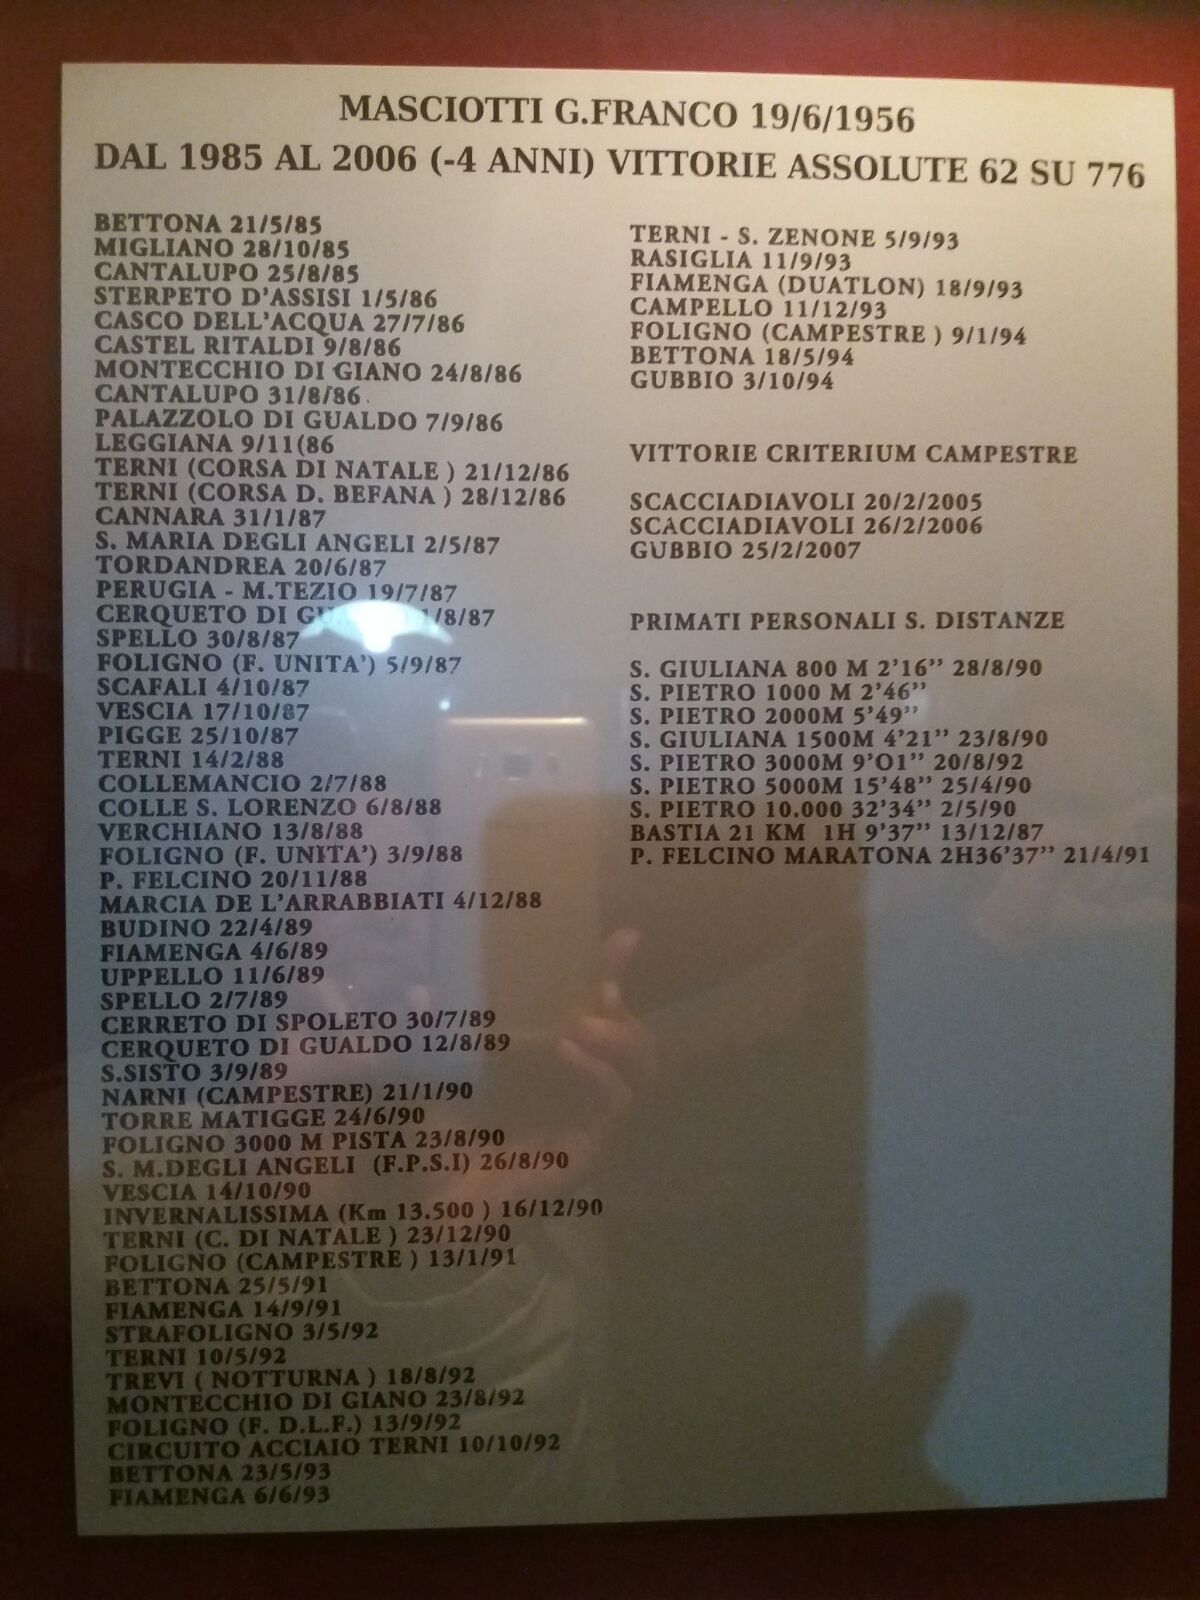 MASCIOTTI G.FRANCO 19/6/1956
DAL 1985 AL 2006 (-4 ANNI) VITTORIE ASSOLUTE 62 SU 776
BETTONA 21/5/85
MIGLIANO 28/10/85
CANTALUPO 25/8/85
STERPETO D'ASSISI 1/5/86
CASCO DELL'ACQUA 27/7/86
CASTEL RITALDI 9/8/86
MONTECCHIO DI GIANO 24/8/86
CANTALUPO 31/8/86
PALAZZOLO DI GUALDO 7/9/86
LEGGIANA 9/11(86
TERNI (CORSA DI NATALE ) 21/12/86
TERNI (CORSA D. BEFANA ) 28/12/86
CANNARA 31/1/87
S. MARIA DEGLI ANGELI 2/5/87
TORDANDREA 20/6/87
PERUGIA - M.TEZIO 19/7/87
CERQUETO DI
SPELLO 30/8/87
FOLIGNO (F. UNITA') 5/9/87
SCAFALI 4/10/87
VESCIA 17/10/87
PIGGE 25/10/87
TERNI 14/2/88
COLLEMANCIO 2/7/88
COLLE S. LORENZO 6/8/88
VERCHIANO 13/8/88
FOLIGNO (F. UNITA') 3/9/88
P. FELCINO 20/11/88
MARCIA DE L'ARRABBIATI 4/12/88
BUDINO 22/4/89
FIAMENGA 4/6/89
UPPELLO 11/6/89
SPELLO 2/7/89
CERRETO DI SPOLETO 30/7/89
CERQUETO DI GUALDO 12/8/89
S.SISTO 3/9/89
NARNI (CAMPESTRE) 21/1/90
TORRE MATIGGE 24/6/90
FOLIGNO 3000 M PISTA 23/8/90
S. M.DEGLI ANGELI (F.P.S.I) 26/8/90
VESCIA 14/10/90
INVERNALISSIMA (Km 13.500 ) 16/12/90
TERNI (C. DI NATALE ) 23/12/90
FOLIGNO (CAMPESTRE ) 13/1/91
BETTONA 25/5/91
FIAMENGA 14/9/91
STRAFOLIGNO 3/5/92
TERNI 10/5/92
TREVI ( NOTTURNA ) 18/8/92
MONTECCHIO DI GIANO 23/8/92
FOLIGNO (F. D.L.F.) 13/9/92
CIRCUITO ACCIAIO TERNI 10/10/92
BETTONA 23/5/93
FIAMENGA 6/6/93
TERNI - S. ZENONE 5/9/93
RASIGLIA 11/9/93
FIAMENGA (DUATLON) 18/9/93
CAMPELLO 11/12/93
FOLIGNO (CAMPESTRE ) 9/1/94
BETTONA 18/5/94
GUBBIO 3/10/94
VITTORIE CRITERIUM CAMPESTRE
SCACCIADIAVOLI 20/2/2005
SCACCIADIAVOLI 26/2/2006
GUBBIO 25/2/2007
PRIMATI PERSONALI S. DISTANZE
S. GIULIANA 800 M 2'16'' 28/8/90
S. PIETRO 1000 M 2'46''
S. PIETRO 2000M 5'49''
S. GIULIANA 1500M 4'21'' 23/8/90
S. PIETRO 3000M 9'O1'' 20/8/92
S. PIETRO 5000M 15'48'' 25/4/90
S. PIETRO 10.000 32'34'' 2/5/90
BASTIA 21 KM 1H 9'37'' 13/12/87
P. FELCINO MARATONA 2H36'37'' 21/4/91